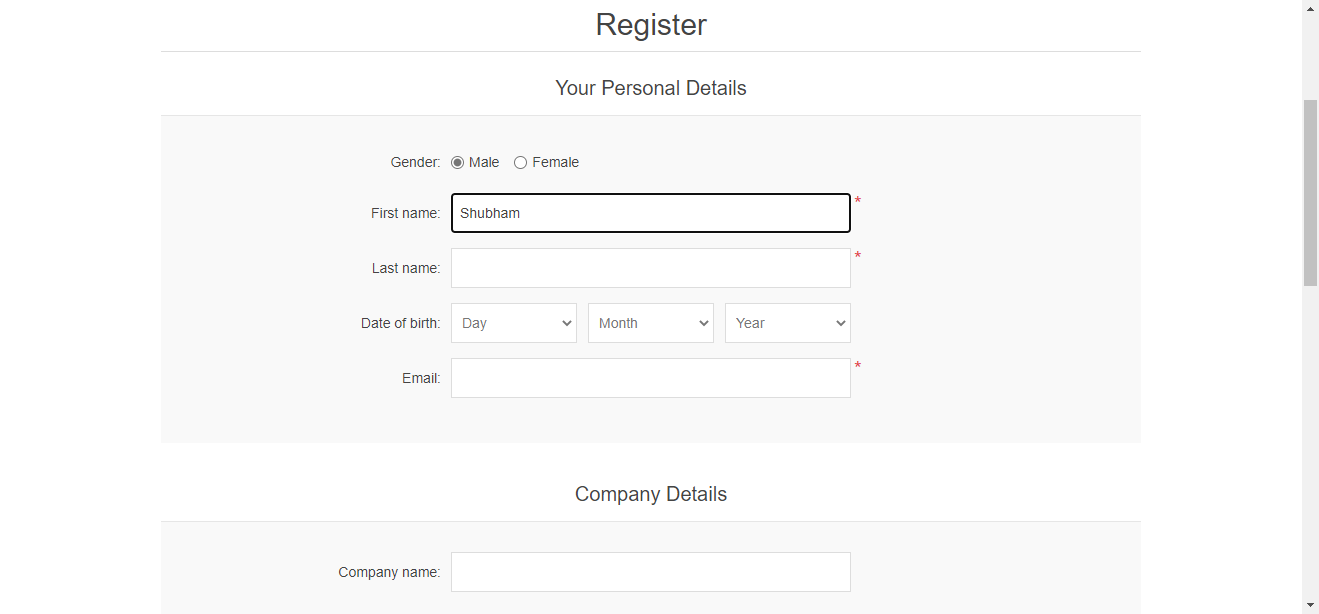 Register
Your Personal Details
Gender: Male Female
First name: Shubham *
Last name: *
Date of birth: Day Month Year
Email: *
Company Details
Company name: